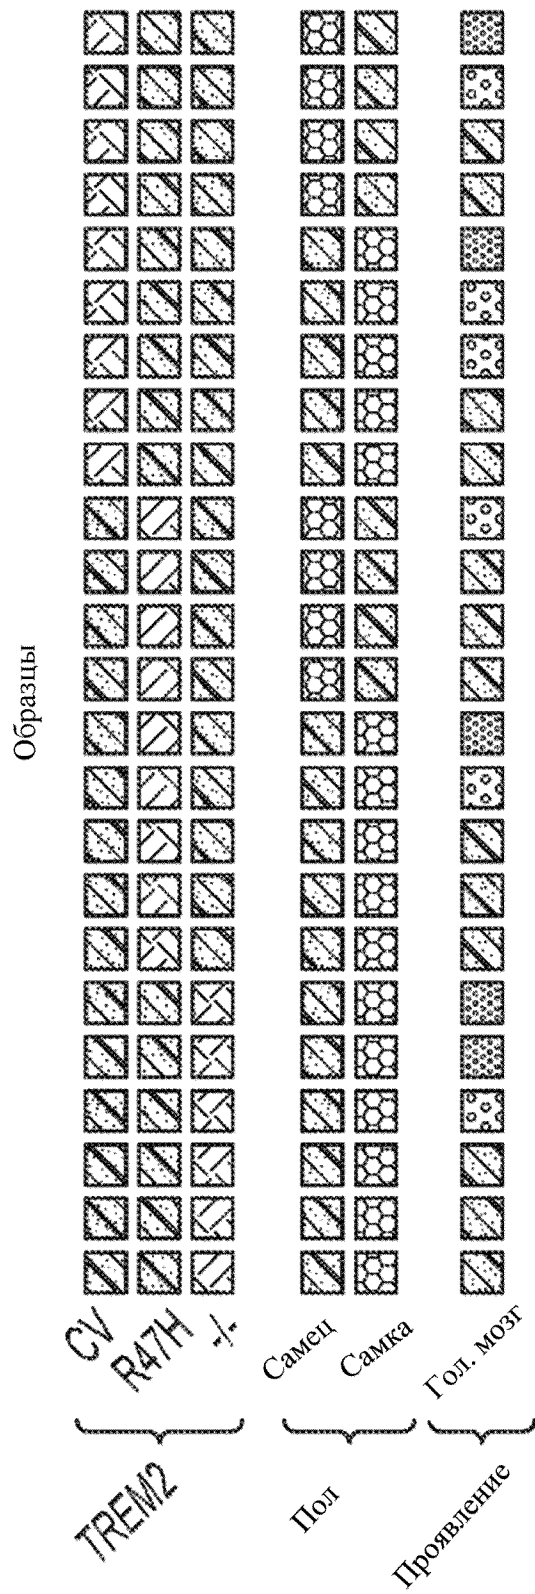 Образцы
CV
R47H
-/-
Самец
Самка
Гол. мозг
TREM2
Пол
Проявление